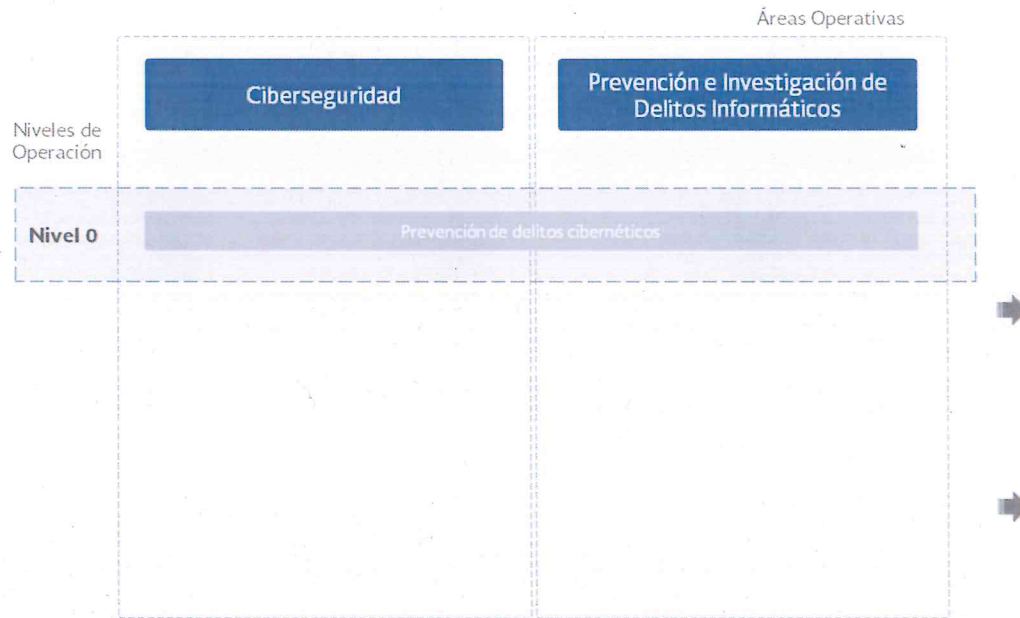 Áreas Operativas
Ciberseguridad
Prevención e Investigación de
Delitos Informáticos
Niveles de
Operación
Nivel 0
Prevención de delitos cibernéticos